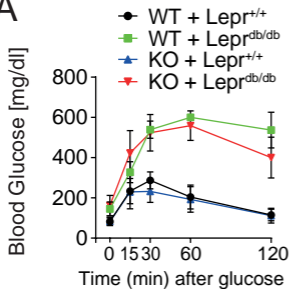 A
WT + Lepr+/+
WT + Leprdb/db
KO + Lepr+/+
KO + Leprdb/db
Blood Glucose [mg/dl]
800
600
400
200
0
0 15 30 60 120
Time (min) after glucose